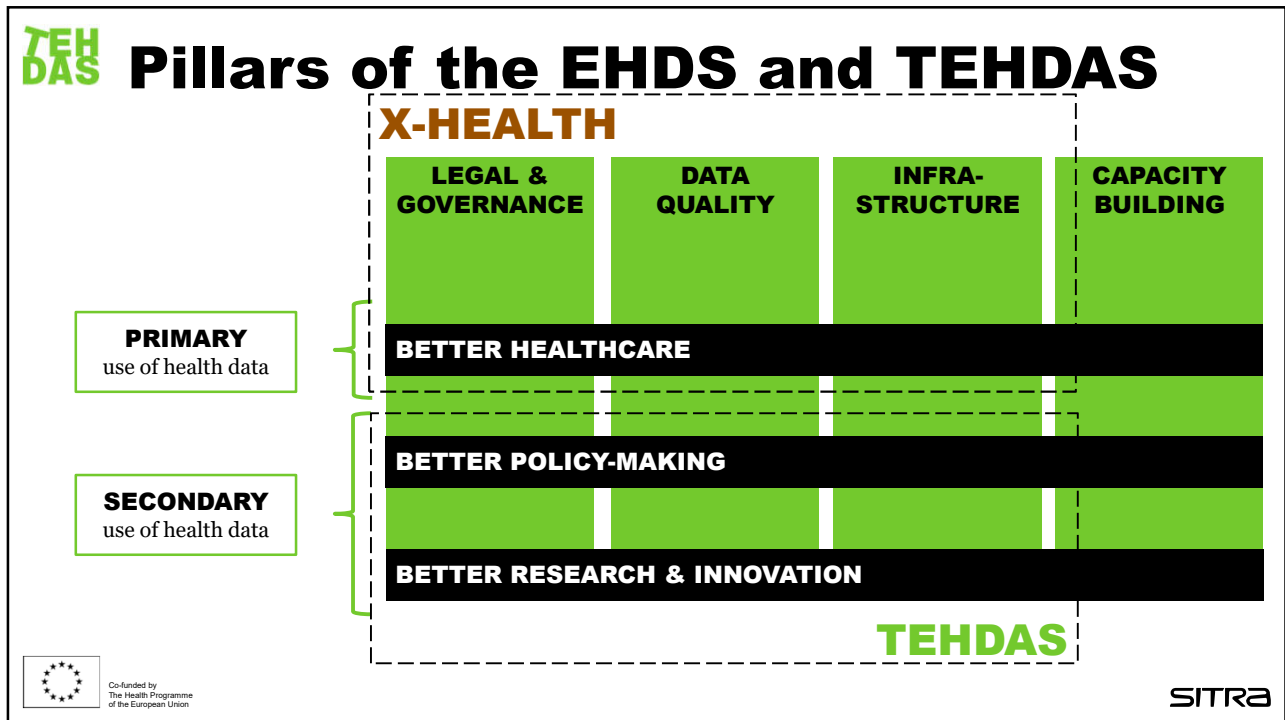 TEH
DAS
Pillars of the EHDS and TEHDAS
X-HEALTH
LEGAL &
GOVERNANCE
DATA
QUALITY
INFRA-
STRUCTURE
CAPACITY
BUILDING
PRIMARY
use of health data
BETTER HEALTHCARE
BETTER POLICY-MAKING
SECONDARY
use of health data
BETTER RESEARCH & INNOVATION
TEHDAS
Co-funded by
The Health Programme
of the European Union
SITRA